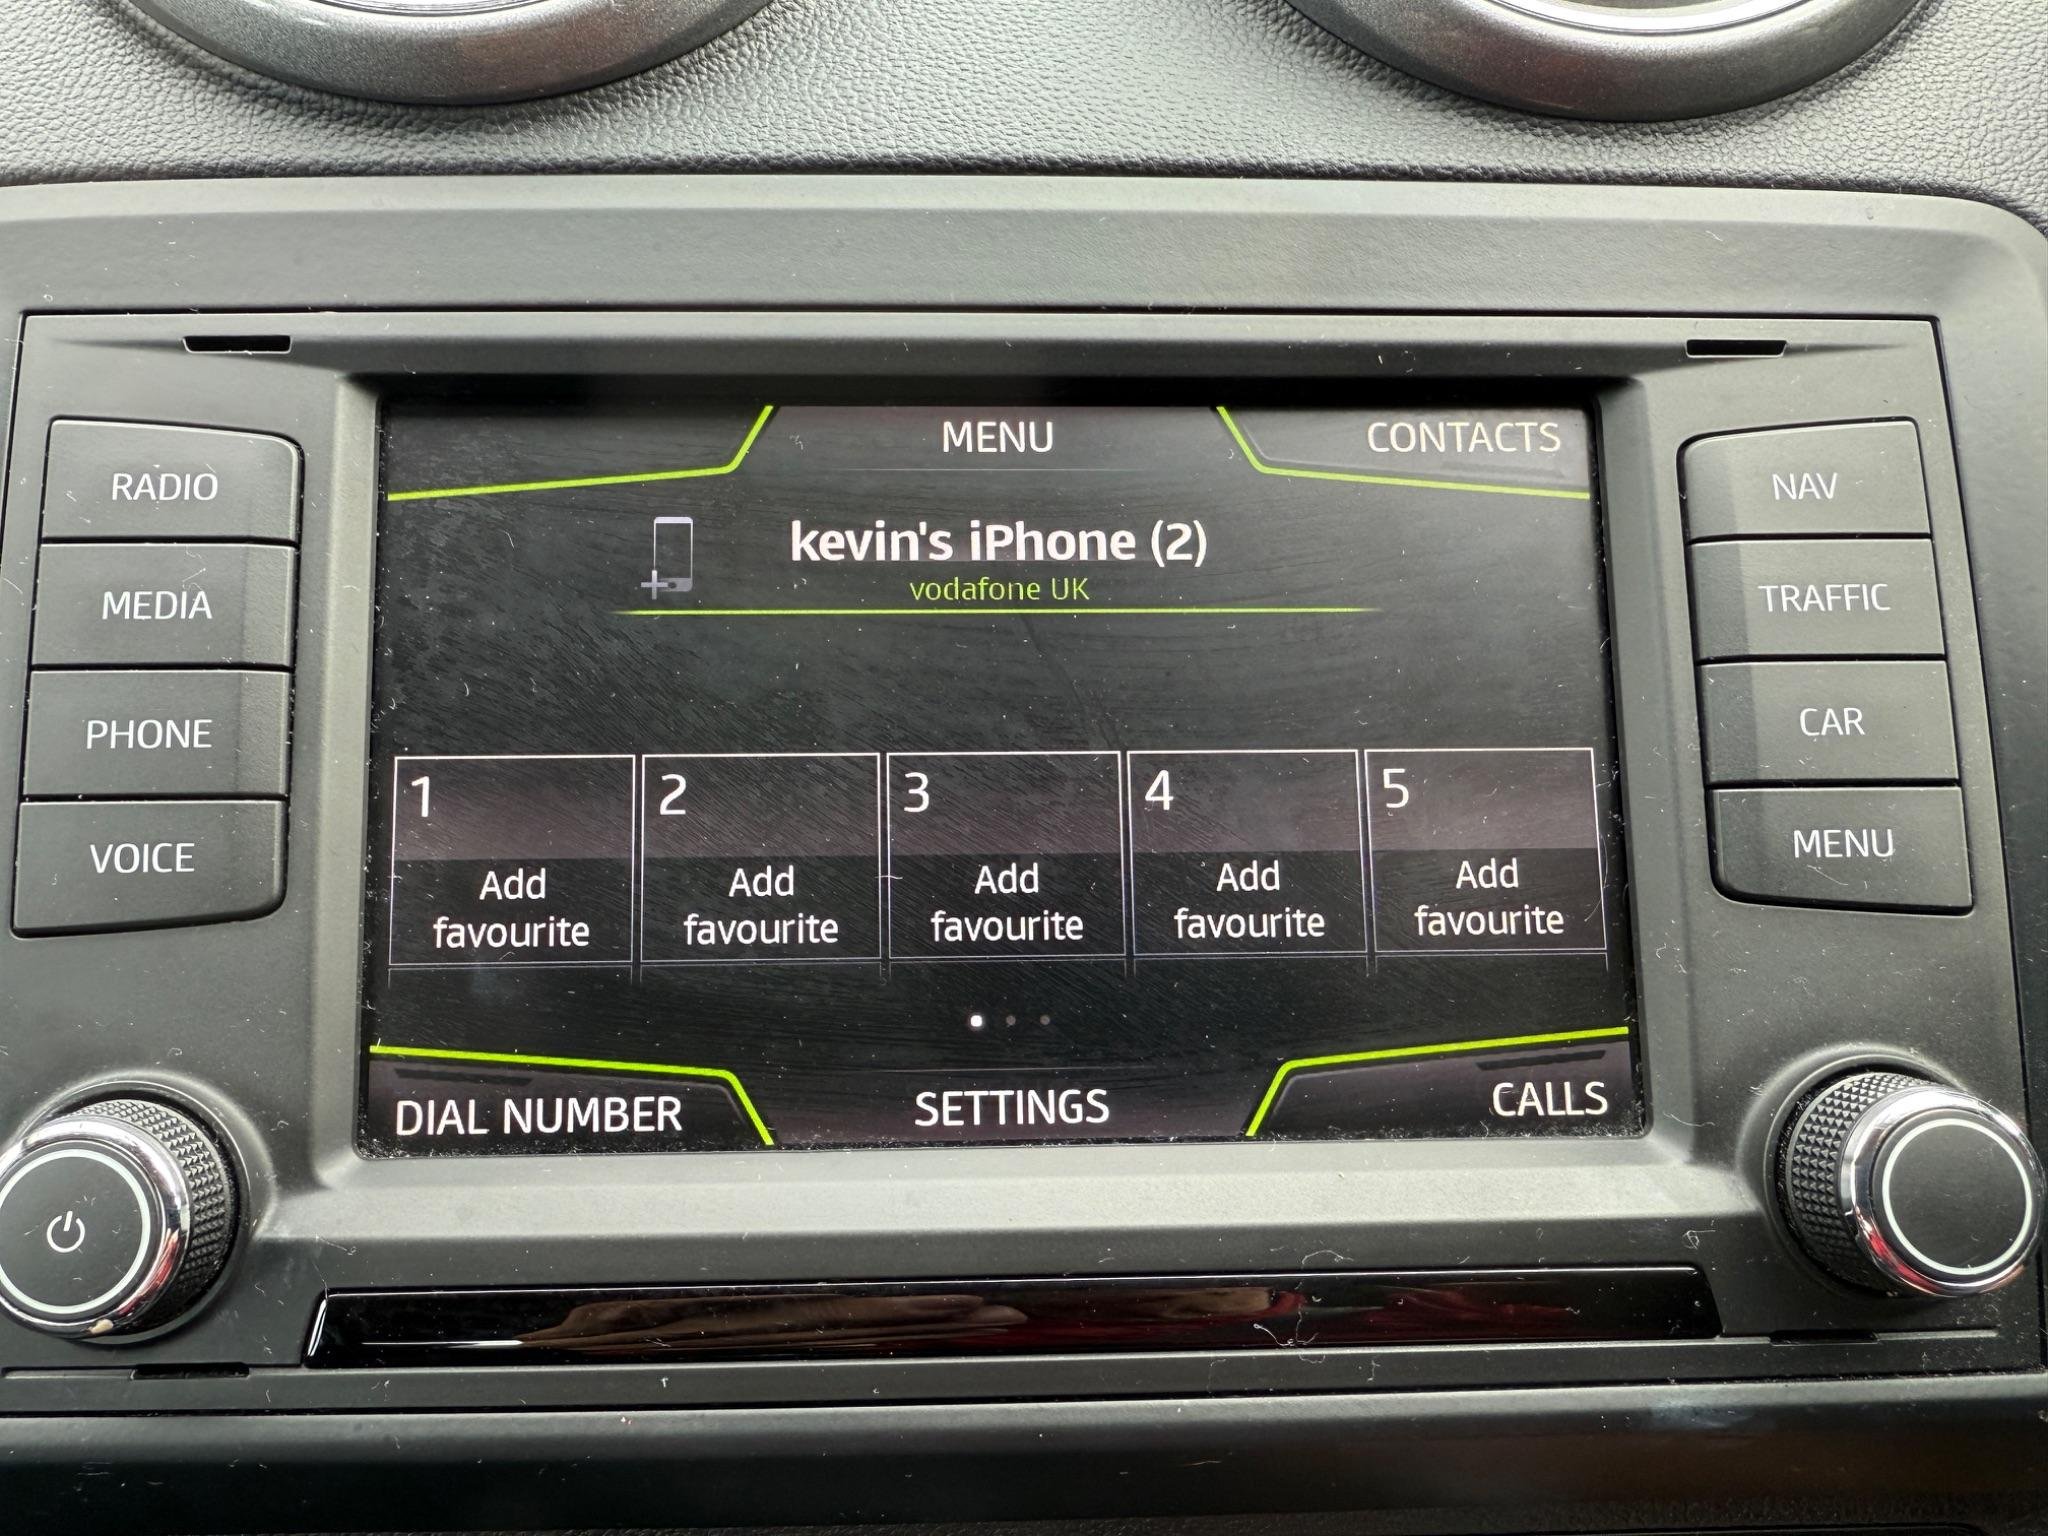 MENU
CONTACTS
RADIO
MEDIA
PHONE
VOICE
kevin's iPhone (2)
vodafone UK
1
Add
favourite
2
Add
favourite
3
Add
favourite
4
Add
favourite
5
Add
favourite
DIAL NUMBER
SETTINGS
CALLS
NAV
TRAFFIC
CAR
MENU